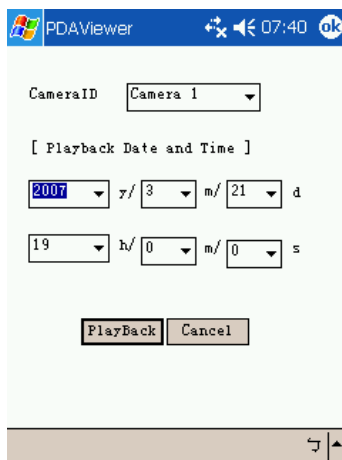 PDAViewer 07:40 ok
CameraID Camera 1
[ Playback Date and Time ]
2007 y/ 3 m/ 21 d
19 h/ 0 m/ 0 s
PlayBack Cancel